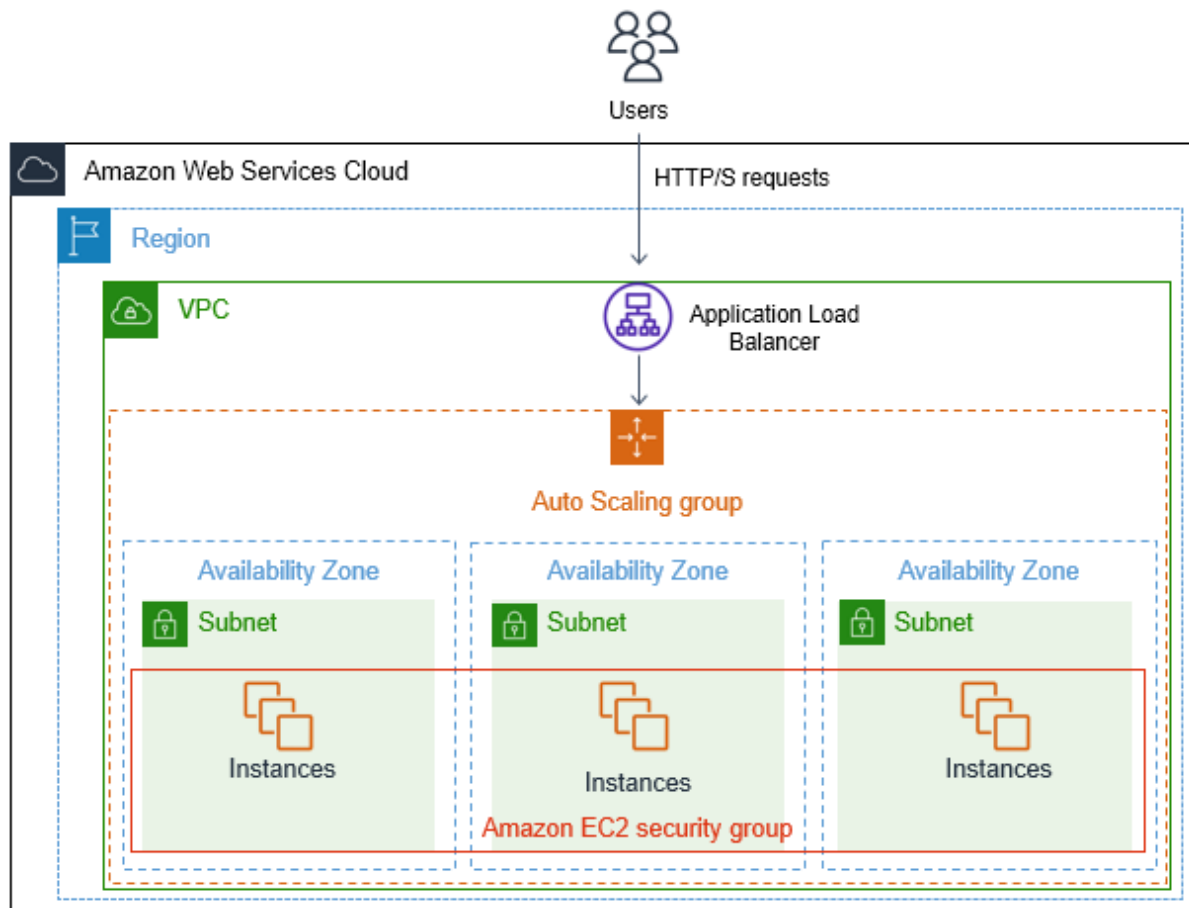 Users
Amazon Web Services Cloud
HTTP/S requests
Region
VPC
Application Load
Balancer
Auto Scaling group
Availability Zone
Availability Zone
Availability Zone
Subnet
Subnet
Subnet
Instances
Instances
Instances
Amazon EC2 security group